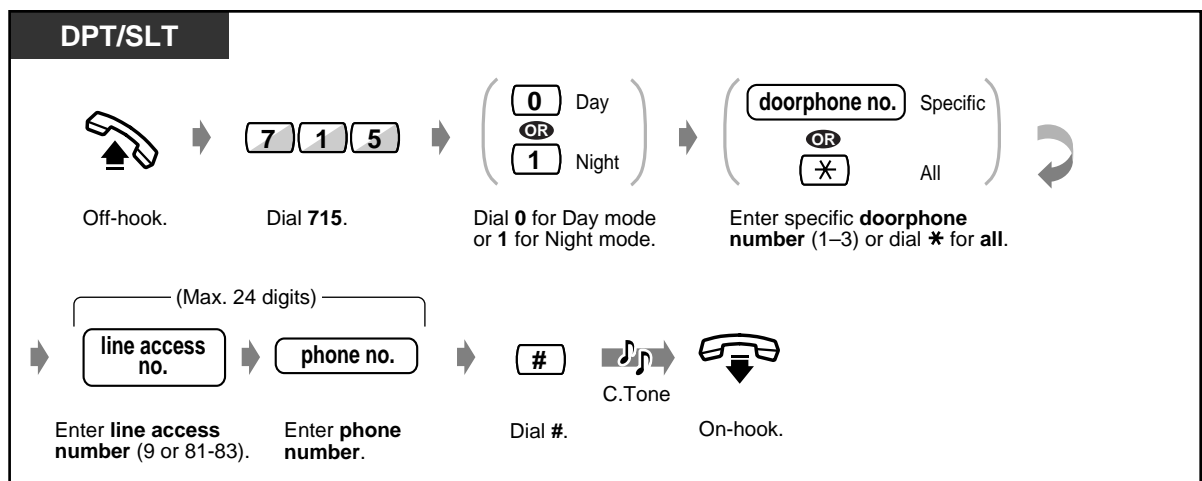 DPT/SLT
0 Day
OR
1 Night
doorphone no. Specific
OR
* All
7 1 5
Off-hook.
Dial 715.
Dial 0 for Day mode
or 1 for Night mode.
Enter specific doorphone
number (1–3) or dial * for all.
(Max. 24 digits)
line access
no.
phone no.
#
C.Tone
Enter line access
number (9 or 81-83).
Enter phone
number.
Dial #.
On-hook.